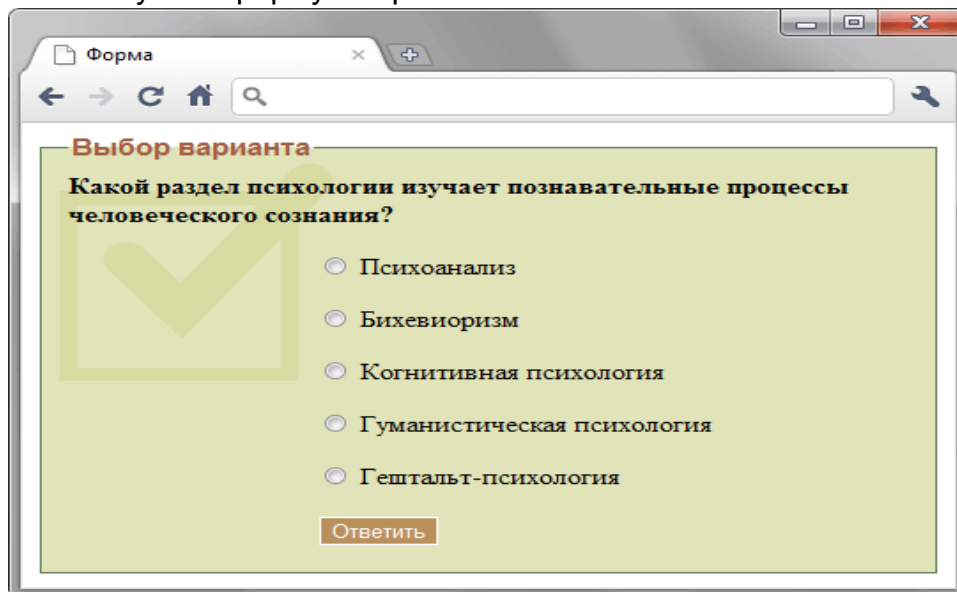 Форма
Выбор варианта
Какой раздел психологии изучает познавательные процессы
человеческого сознания?
Психоанализ
Бихевиоризм
Когнитивная психология
Гуманистическая психология
Гештальт-психология
Ответить